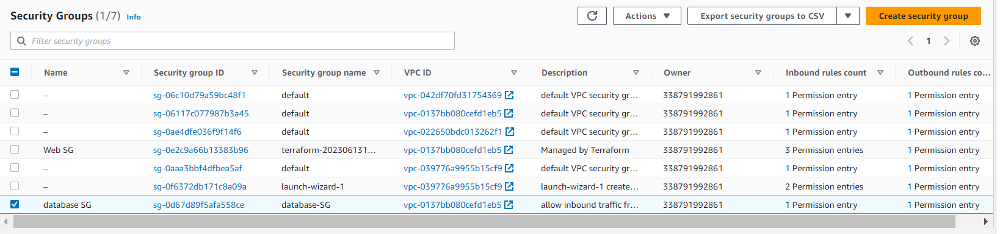 Security Groups (1/7) Info Actions Export security groups to CSV Create security group
Filter security groups 1
Name Security group ID Security group name VPC ID Description Owner Inbound rules count Outbound rules co...
– sg-06c10d79a59bc48f1 default vpc-042df70fd31754369 default VPC security gr... 338791992861 1 Permission entry 1 Permission entry
– sg-06117c077987b3a45 default vpc-0137bb080cefd1eb5 default VPC security gr... 338791992861 1 Permission entry 1 Permission entry
– sg-0ae4dfe036f9f14f6 default vpc-022650bdc013262f1 default VPC security gr... 338791992861 1 Permission entry 1 Permission entry
Web SG sg-0e2c9a66b13383b96 terraform-202306131... vpc-0137bb080cefd1eb5 Managed by Terraform 338791992861 3 Permission entries 1 Permission entry
– sg-0aaa3bbf4dfbea5af default vpc-039776a9955b15cf9 default VPC security gr... 338791992861 1 Permission entry 1 Permission entry
– sg-0f6372db171c8a09a launch-wizard-1 vpc-039776a9955b15cf9 launch-wizard-1 create... 338791992861 2 Permission entries 1 Permission entry
database SG sg-0d67d89f5afa558ce database-SG vpc-0137bb080cefd1eb5 allow inbound traffic fr... 338791992861 1 Permission entry 1 Permission entry